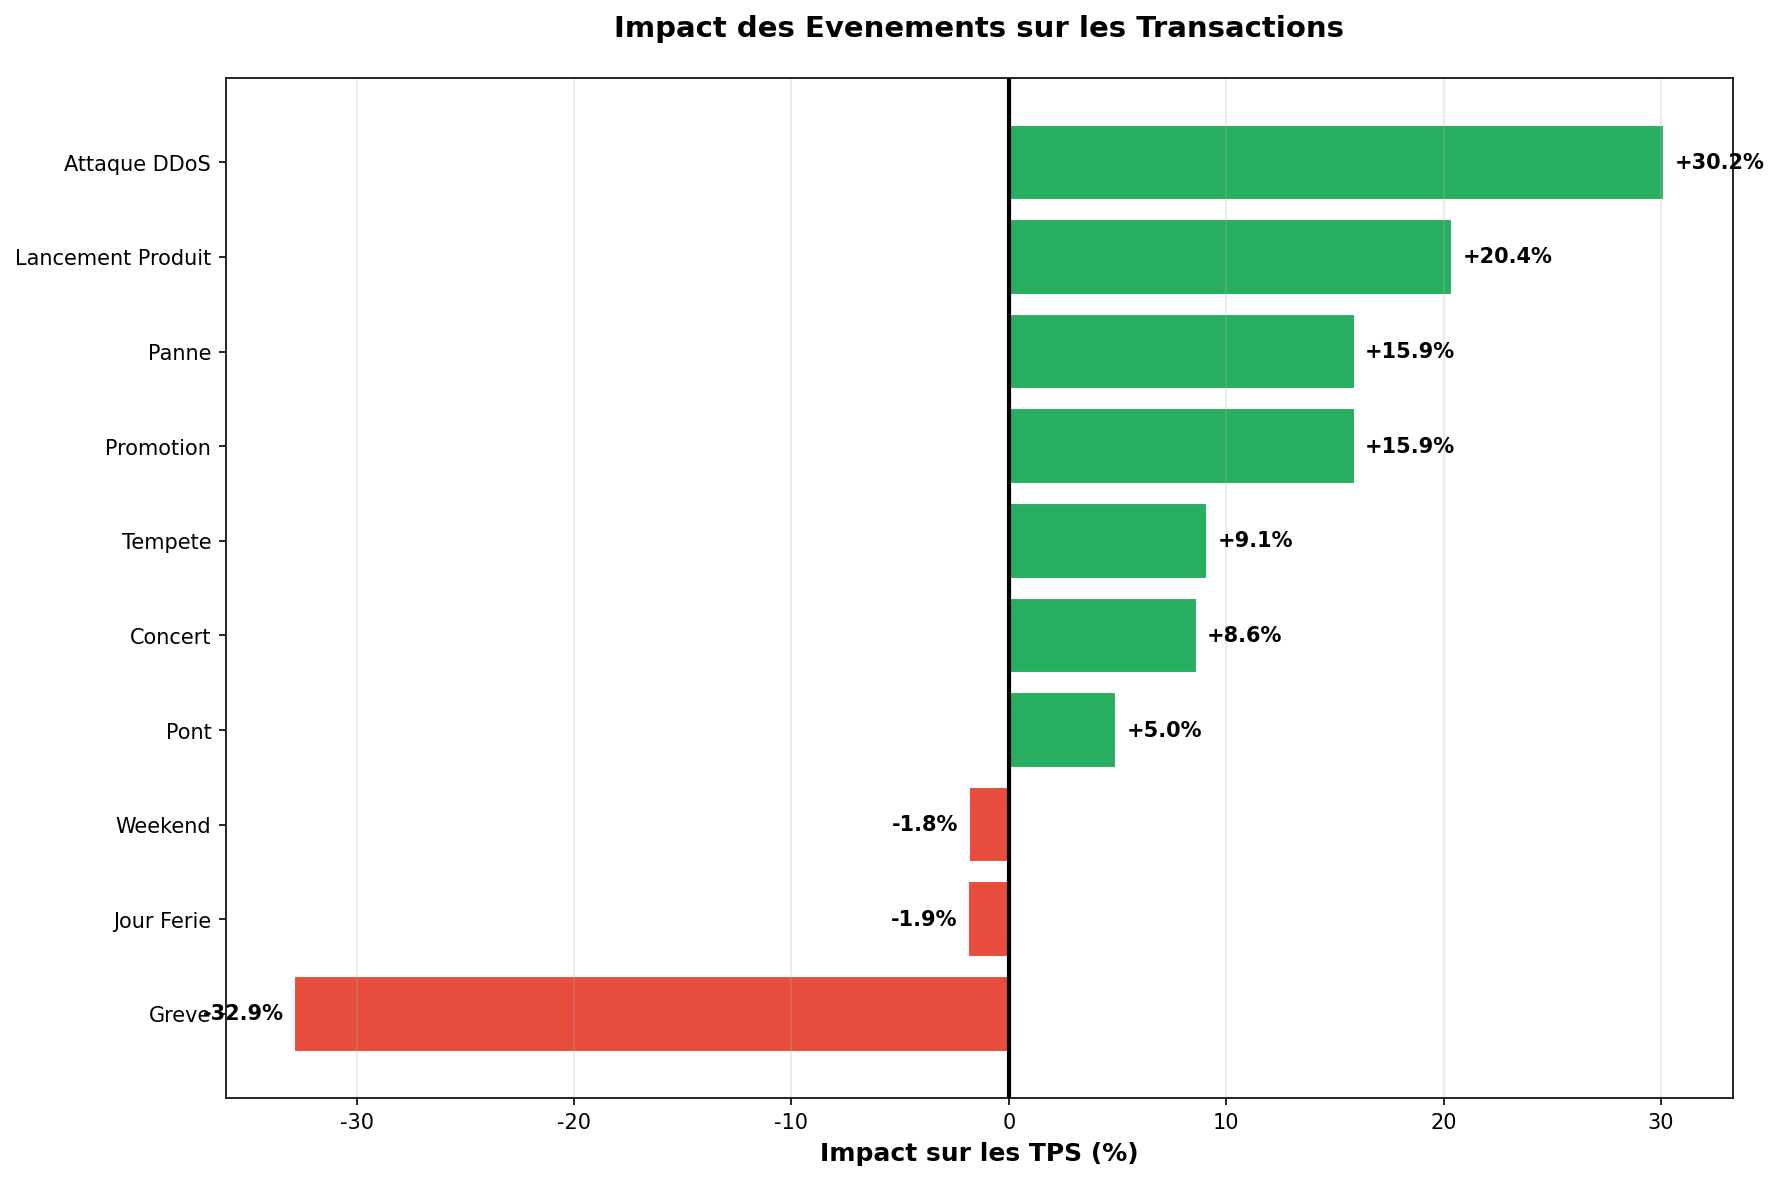 Impact des Evenements sur les Transactions
Attaque DDoS +30.2%
Lancement Produit +20.4%
Panne +15.9%
Promotion +15.9%
Tempete +9.1%
Concert +8.6%
Pont +5.0%
Weekend -1.8%
Jour Ferie -1.9%
Greve -32.9%
-30 -20 -10 0 10 20 30
Impact sur les TPS (%)